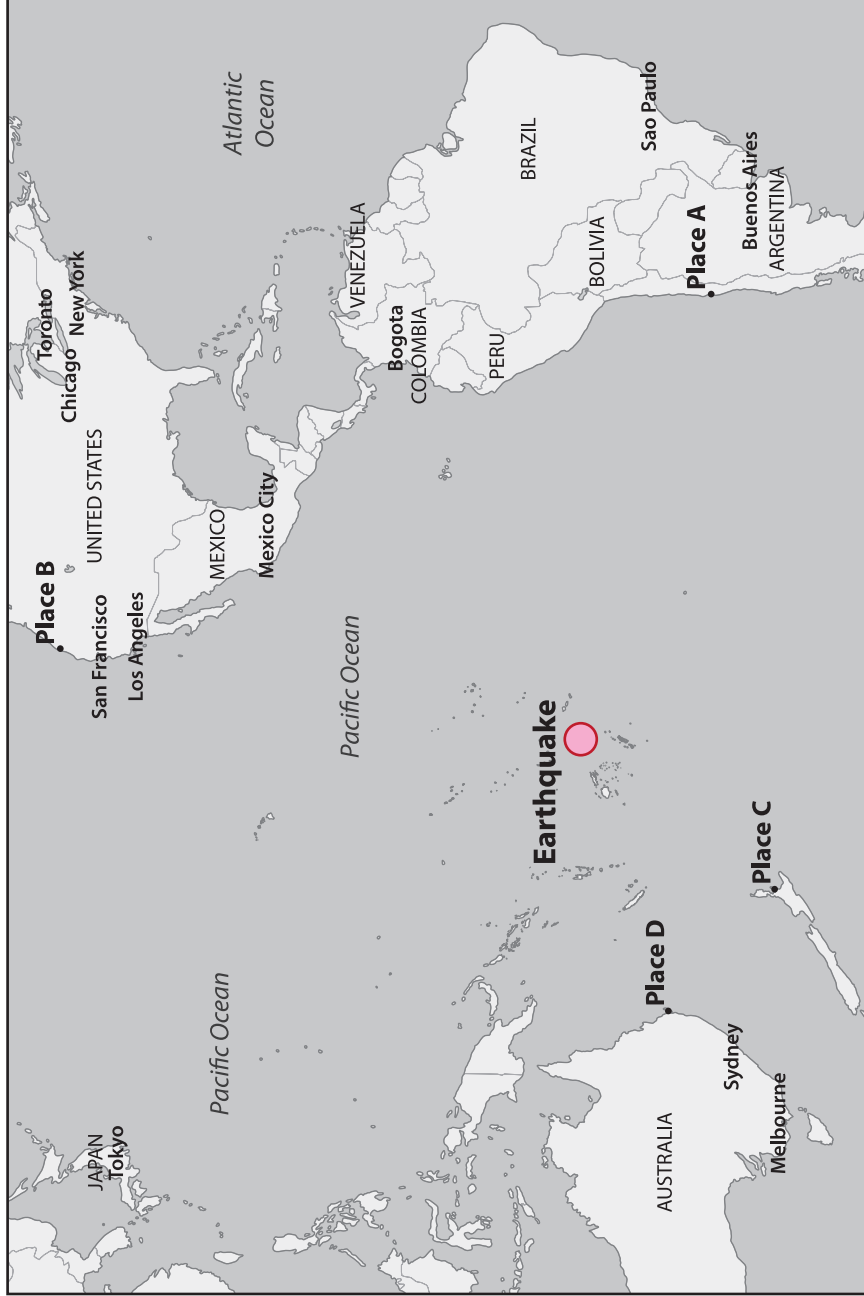 JAPAN
Tokyo
Pacific Ocean
Place B
San Francisco
Los Angeles
UNITED STATES
Chicago
Toronto
New York
MEXICO
Mexico City
Atlantic
Ocean
Pacific Ocean
VENEZUELA
Bogota
COLOMBIA
PERU
BRAZIL
BOLIVIA
Sao Paulo
Place A
Buenos Aires
ARGENTINA
Earthquake
Place D
Place C
AUSTRALIA
Sydney
Melbourne